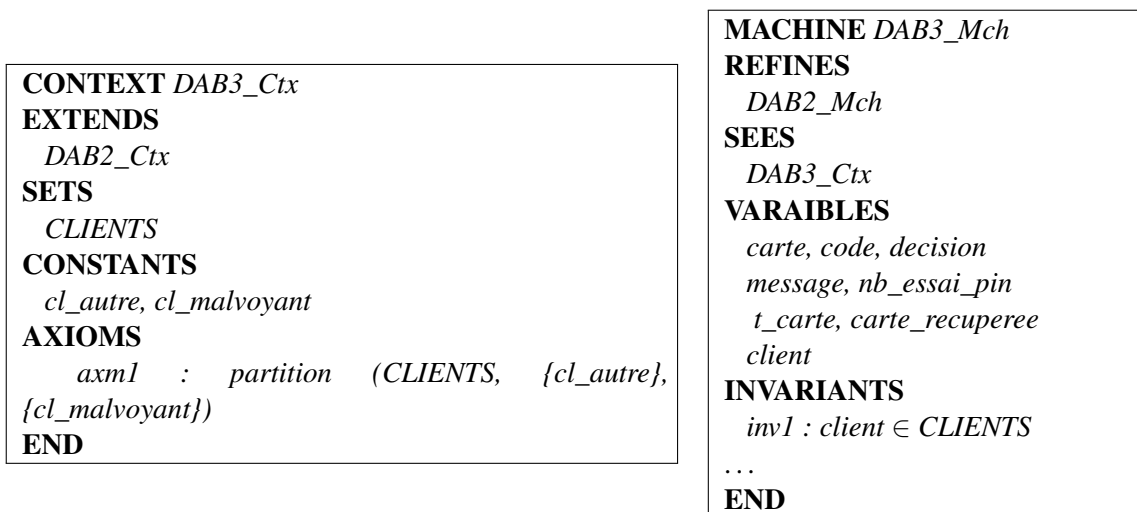 CONTEXT DAB3_Ctx
EXTENDS
DAB2_Ctx
SETS
CLIENTS
CONSTANTS
cl_autre, cl_malvoyant
AXIOMS
axm1 : partition (CLIENTS, {cl_autre},
{cl_malvoyant})
END
MACHINE DAB3_Mch
REFINES
DAB2_Mch
SEES
DAB3_Ctx
VARAIBLES
carte, code, decision
message, nb_essai_pin
t_carte, carte_recuperee
client
INVARIANTS
inv1 : client ∈ CLIENTS
. . .
END